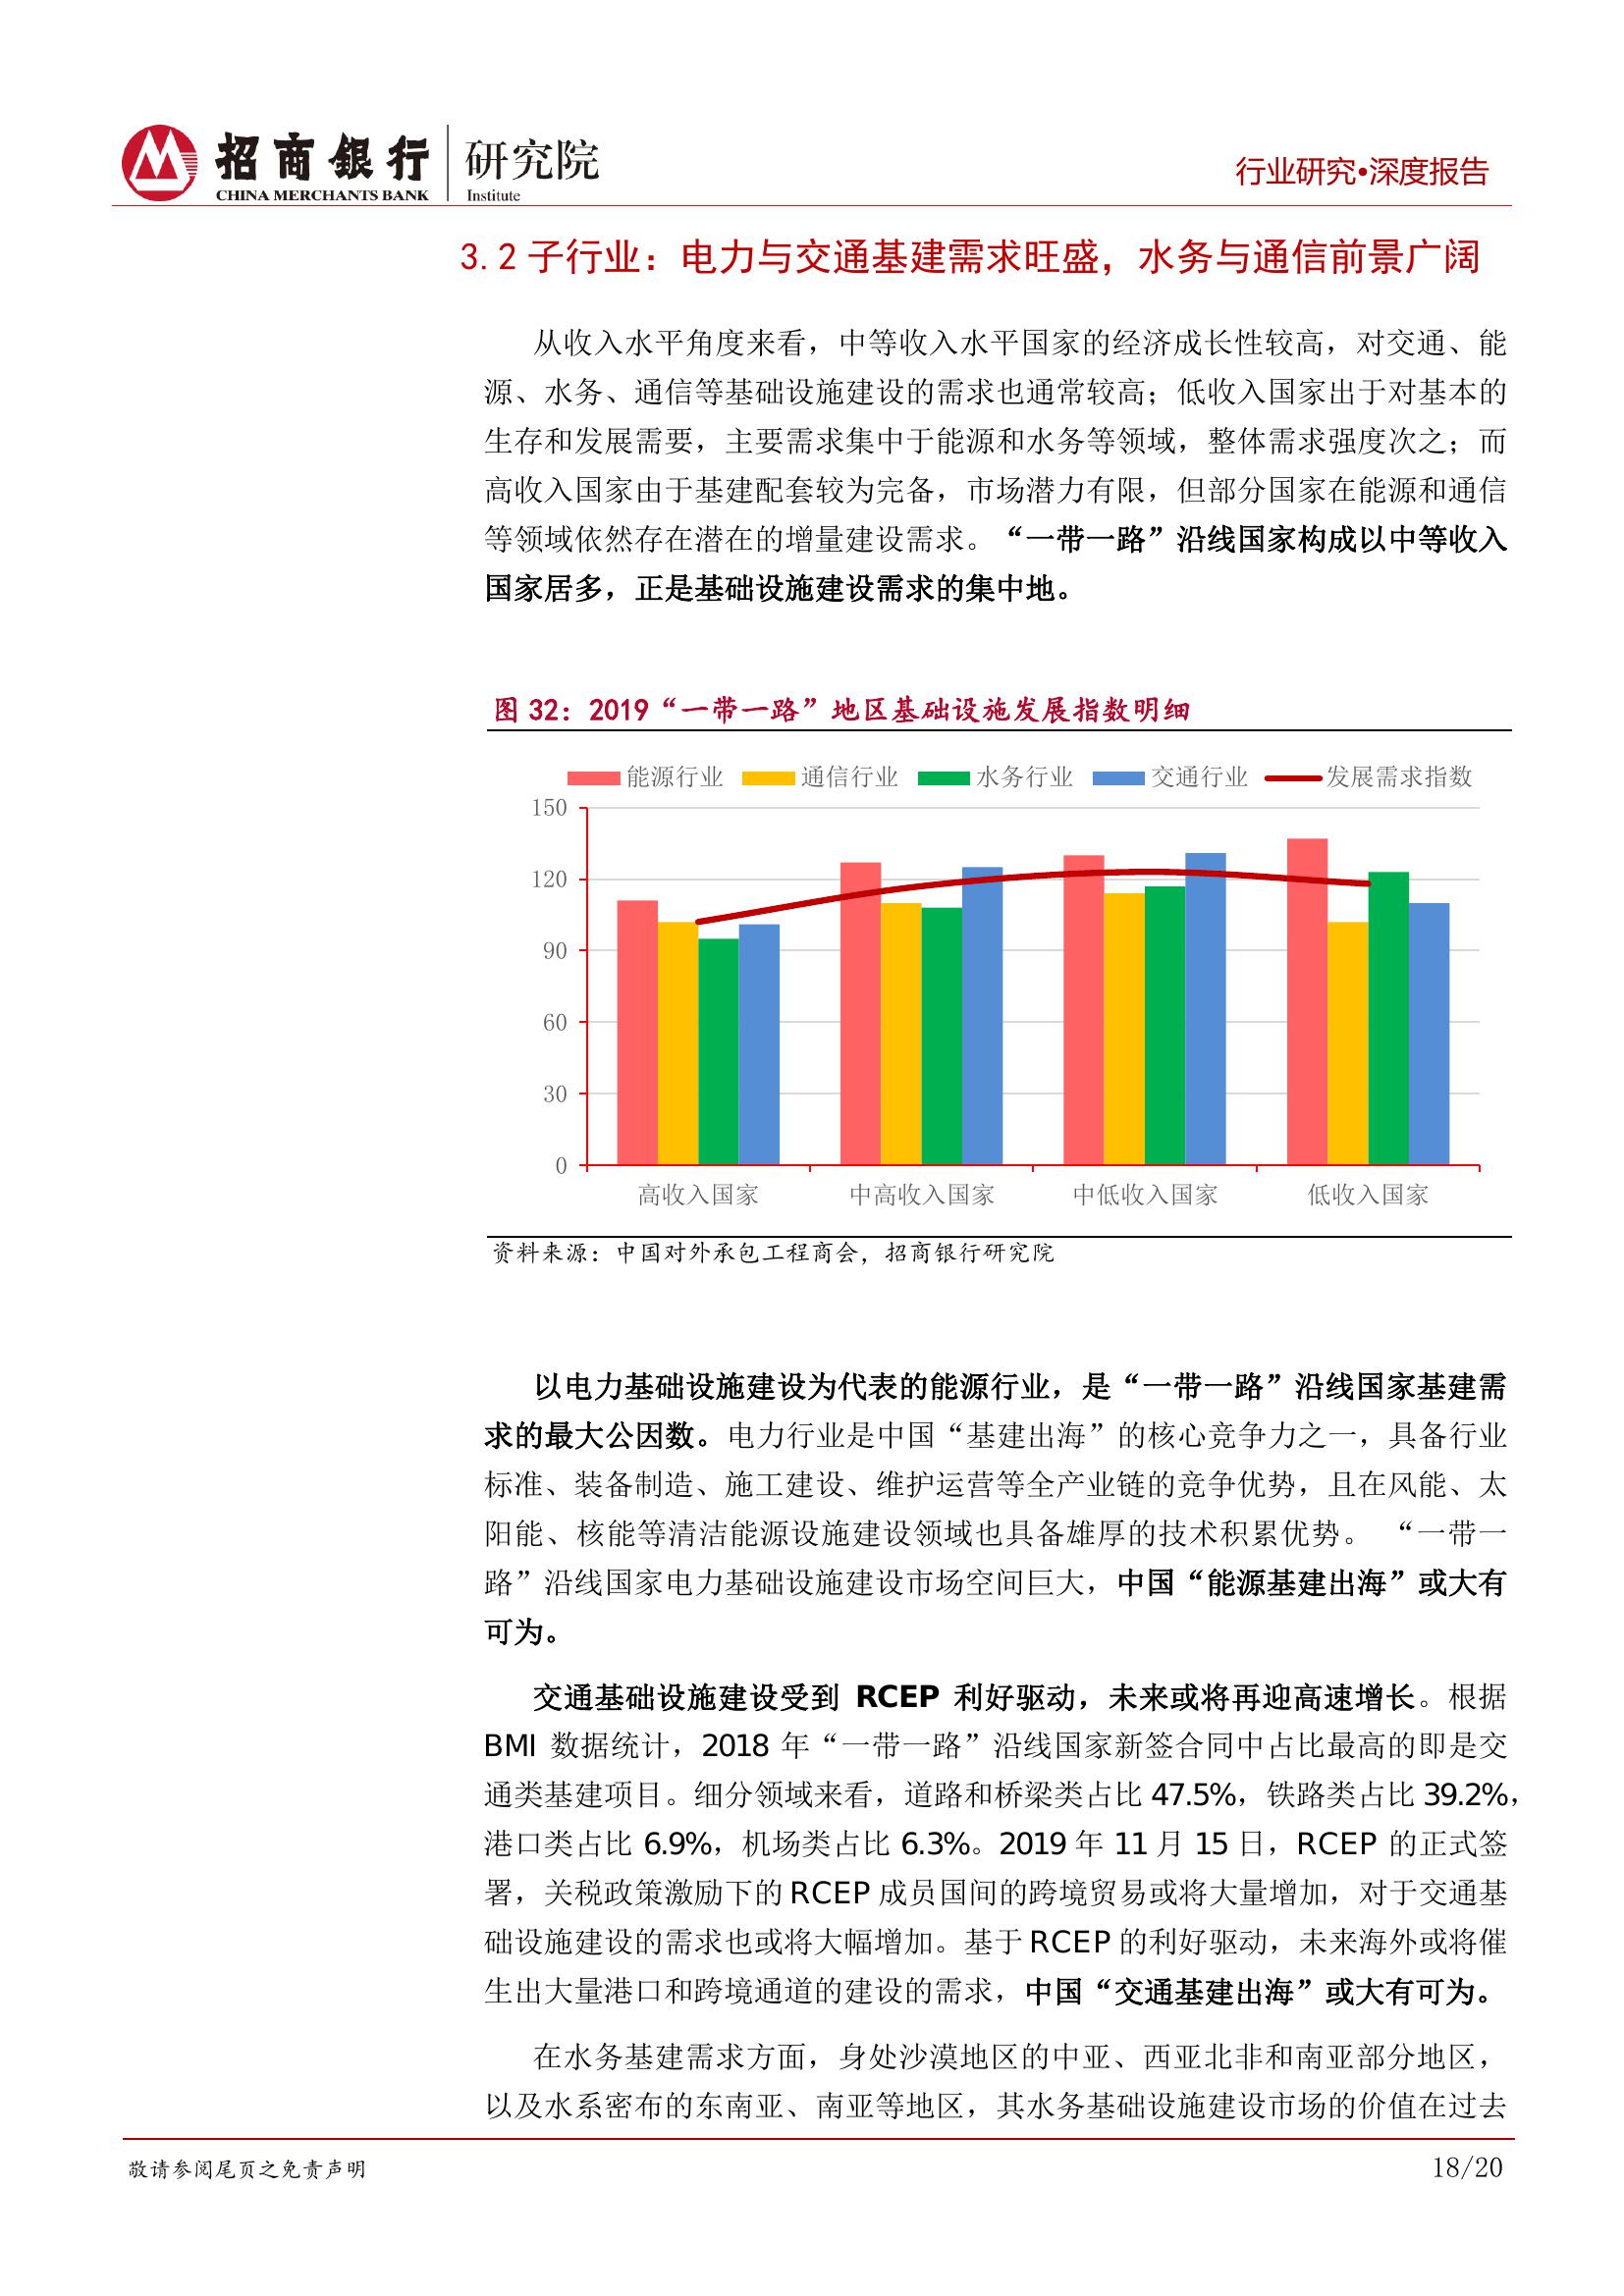 招商银行 研究院
CHINA MERCHANTS BANK Institute
行业研究•深度报告
3.2 子行业：电力与交通基建需求旺盛，水务与通信前景广阔
从收入水平角度来看，中等收入水平国家的经济成长性较高，对交通、能
源、水务、通信等基础设施建设的需求也通常较高；低收入国家出于对基本的
生存和发展需要，主要需求集中于能源和水务等领域，整体需求强度次之；而
高收入国家由于基建配套较为完备，市场潜力有限，但部分国家在能源和通信
等领域依然存在潜在的增量建设需求。“一带一路”沿线国家构成以中等收入
国家居多，正是基础设施建设需求的集中地。
图 32：2019“一带一路”地区基础设施发展指数明细
能源行业 通信行业 水务行业 交通行业 发展需求指数
150
120
90
60
30
0
高收入国家 中高收入国家 中低收入国家 低收入国家
资料来源：中国对外承包工程商会，招商银行研究院
以电力基础设施建设为代表的能源行业，是“一带一路”沿线国家基建需
求的最大公因数。电力行业是中国“基建出海”的核心竞争力之一，具备行业
标准、装备制造、施工建设、维护运营等全产业链的竞争优势，且在风能、太
阳能、核能等清洁能源设施建设领域也具备雄厚的技术积累优势。 “一带一
路”沿线国家电力基础设施建设市场空间巨大，中国“能源基建出海”或大有
可为。
交通基础设施建设受到 RCEP 利好驱动，未来或将再迎高速增长。根据
BMI 数据统计，2018 年“一带一路”沿线国家新签合同中占比最高的即是交
通类基建项目。细分领域来看，道路和桥梁类占比 47.5%，铁路类占比 39.2%，
港口类占比 6.9%，机场类占比 6.3%。2019 年 11 月 15 日，RCEP 的正式签
署，关税政策激励下的 RCEP 成员国间的跨境贸易或将大量增加，对于交通基
础设施建设的需求也或将大幅增加。基于 RCEP 的利好驱动，未来海外或将催
生出大量港口和跨境通道的建设的需求，中国“交通基建出海”或大有可为。
在水务基建需求方面，身处沙漠地区的中亚、西亚北非和南亚部分地区，
以及水系密布的东南亚、南亚等地区，其水务基础设施建设市场的价值在过去
敬请参阅尾页之免责声明
18/20